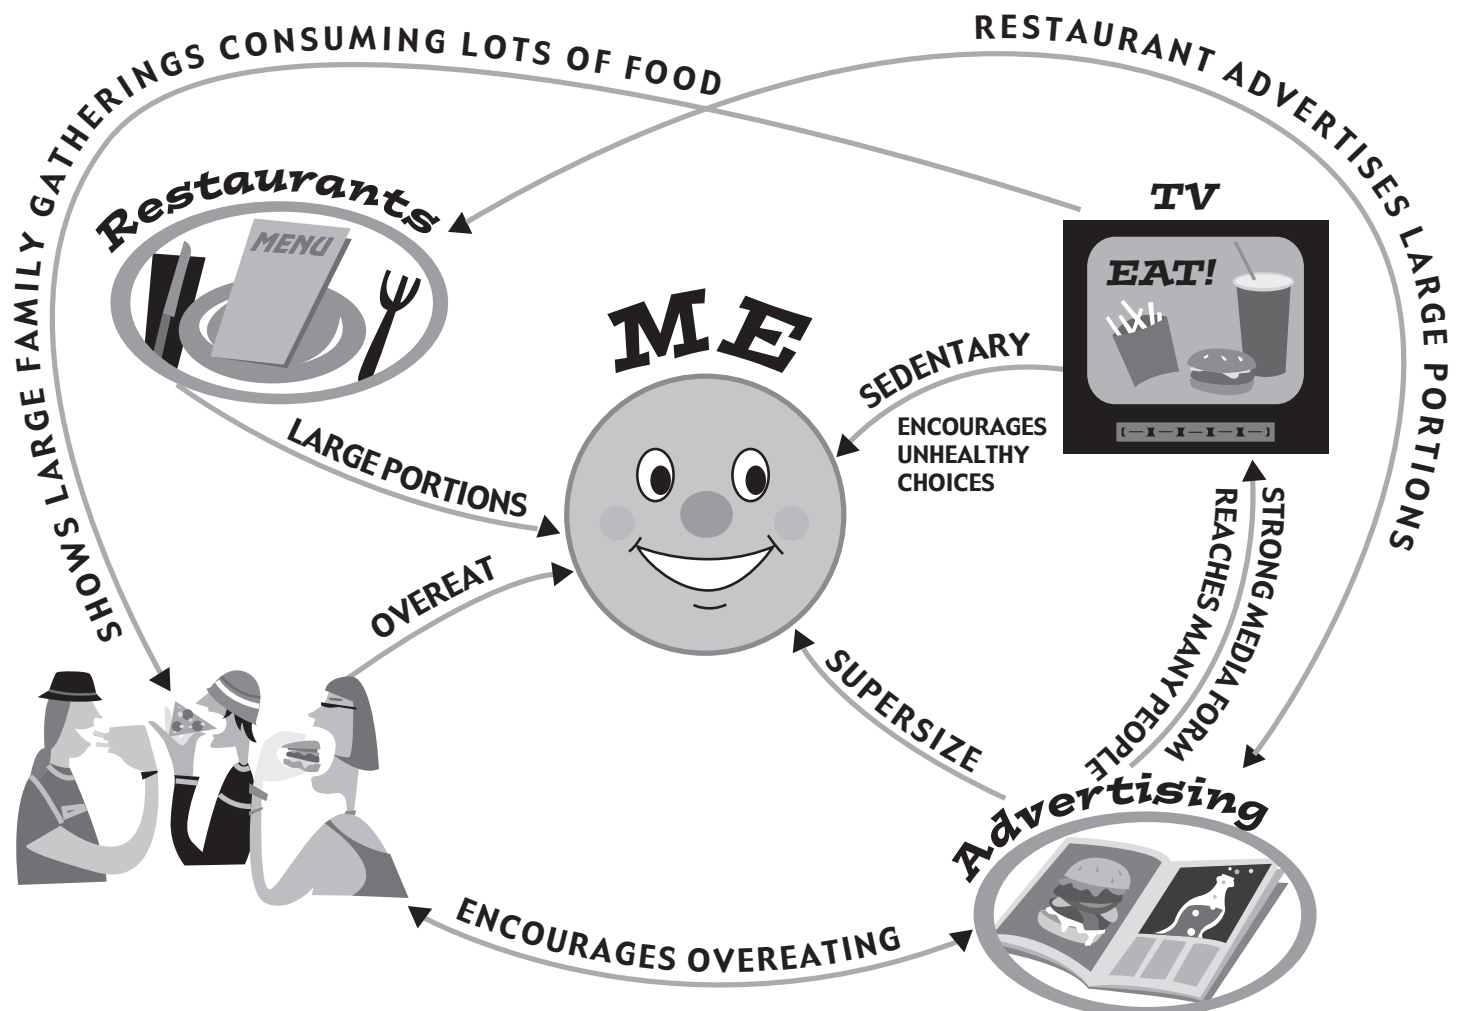 SHOWS LARGE FAMILY GATHERINGS CONSUMING LOTS OF FOOD
RESTAURANT ADVERTISES LARGE PORTIONS
Restaurants
MENU
TV
EAT!
ME
SEDENTARY
ENCOURAGES
UNHEALTHY
CHOICES
LARGE PORTIONS
OVEREAT
SUPERSIZE
STRONG MEDIA FORM
REACHES MANY PEOPLE
Advertising
ENCOURAGES OVEREATING